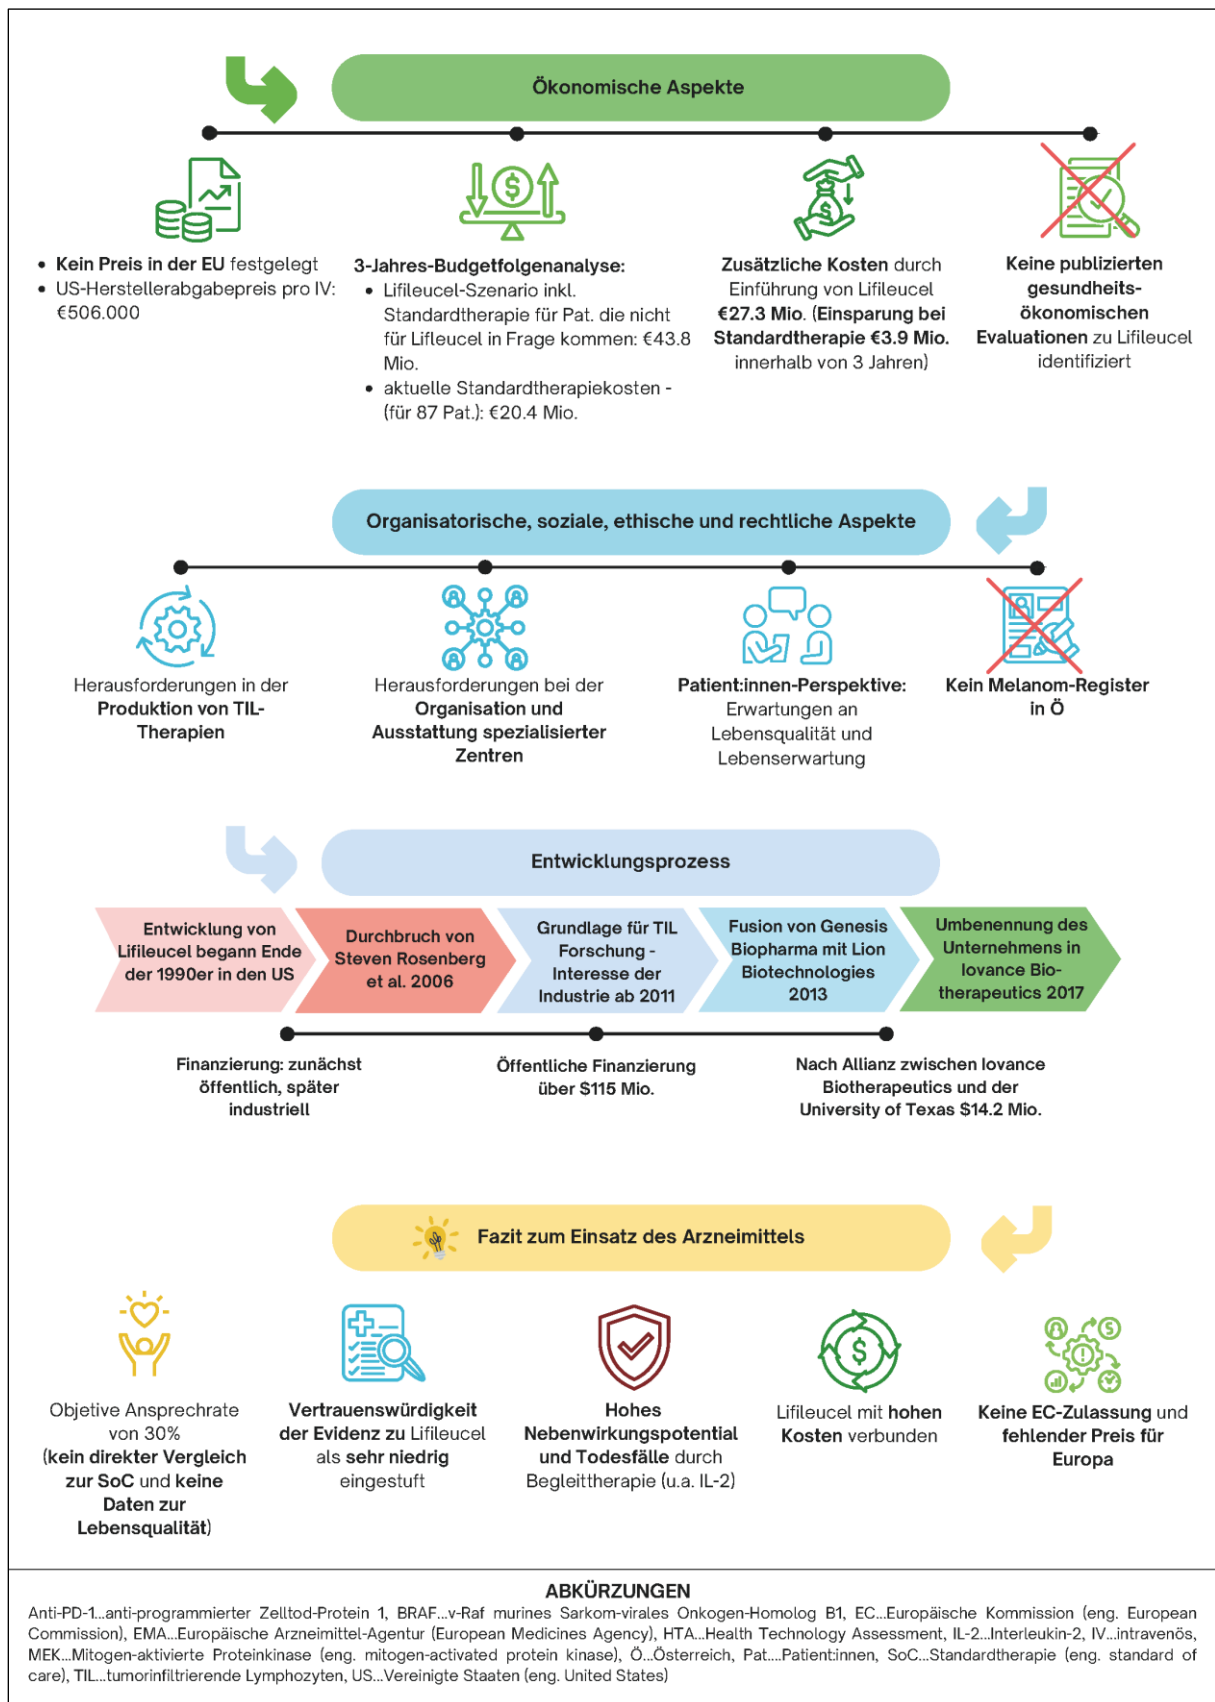 Ökonomische Aspekte
• Kein Preis in der EU festgelegt
• US-Herstellerabgabepreis pro IV:
€506.000
3-Jahres-Budgetfolgenanalyse:
• Lifileucel-Szenario inkl.
Standardtherapie für Pat. die nicht
für Lifleucel in Frage kommen: €43.8
Mio.
• aktuelle Standardtherapiekosten -
(für 87 Pat.): €20.4 Mio.
Zusätzliche Kosten durch
Einführung von Lifileucel
€27.3 Mio. (Einsparung bei
Standardtherapie €3.9 Mio.
innerhalb von 3 Jahren)
Keine publizierten
gesundheits-
ökonomischen
Evaluationen zu Lifileucel
identifiziert
Organisatorische, soziale, ethische und rechtliche Aspekte
Herausforderungen in der
Produktion von TIL-
Therapien
Herausforderungen bei der
Organisation und
Ausstattung spezialisierter
Zentren
Patient:innen-Perspektive:
Erwartungen an
Lebensqualität und
Lebenserwartung
Kein Melanom-Register
in Ö
Entwicklungsprozess
Entwicklung von
Lifileucel begann Ende
der 1990er in den US
Durchbruch von
Steven Rosenberg
et al. 2006
Grundlage für TIL
Forschung -
Interesse der
Industrie ab 2011
Fusion von Genesis
Biopharma mit Lion
Biotechnologies
2013
Umbenennung des
Unternehmens in
Iovance Bio-
therapeutics 2017
Finanzierung: zunächst
öffentlich, später
industriell
Öffentliche Finanzierung
über $115 Mio.
Nach Allianz zwischen Iovance
Biotherapeutics und der
University of Texas $14.2 Mio.
Fazit zum Einsatz des Arzneimittels
Objetive Ansprechrate
von 30%
(kein direkter Vergleich
zur SoC und keine
Daten zur
Lebensqualität)
Vertrauenswürdigkeit
der Evidenz zu Lifileucel
als sehr niedrig
eingestuft
Hohes
Nebenwirkungspotential
und Todesfälle durch
Begleittherapie (u.a. IL-2)
Lifileucel mit hohen
Kosten verbunden
Keine EC-Zulassung und
fehlender Preis für
Europa
ABKÜRZUNGEN
Anti-PD-1...anti-programmierter Zelltod-Protein 1, BRAF...v-Raf murines Sarkom-virales Onkogen-Homolog B1, EC...Europäische Kommission (eng. European
Commission), EMA...Europäische Arzneimittel-Agentur (European Medicines Agency), HTA...Health Technology Assessment, IL-2...Interleukin-2, IV...intravenös,
MEK...Mitogen-aktivierte Proteinkinase (eng. mitogen-activated protein kinase), Ö...Österreich, Pat....Patient:innen, SoC...Standardtherapie (eng. standard of
care), TIL...tumorinfiltrierende Lymphozyten, US...Vereinigte Staaten (eng. United States)